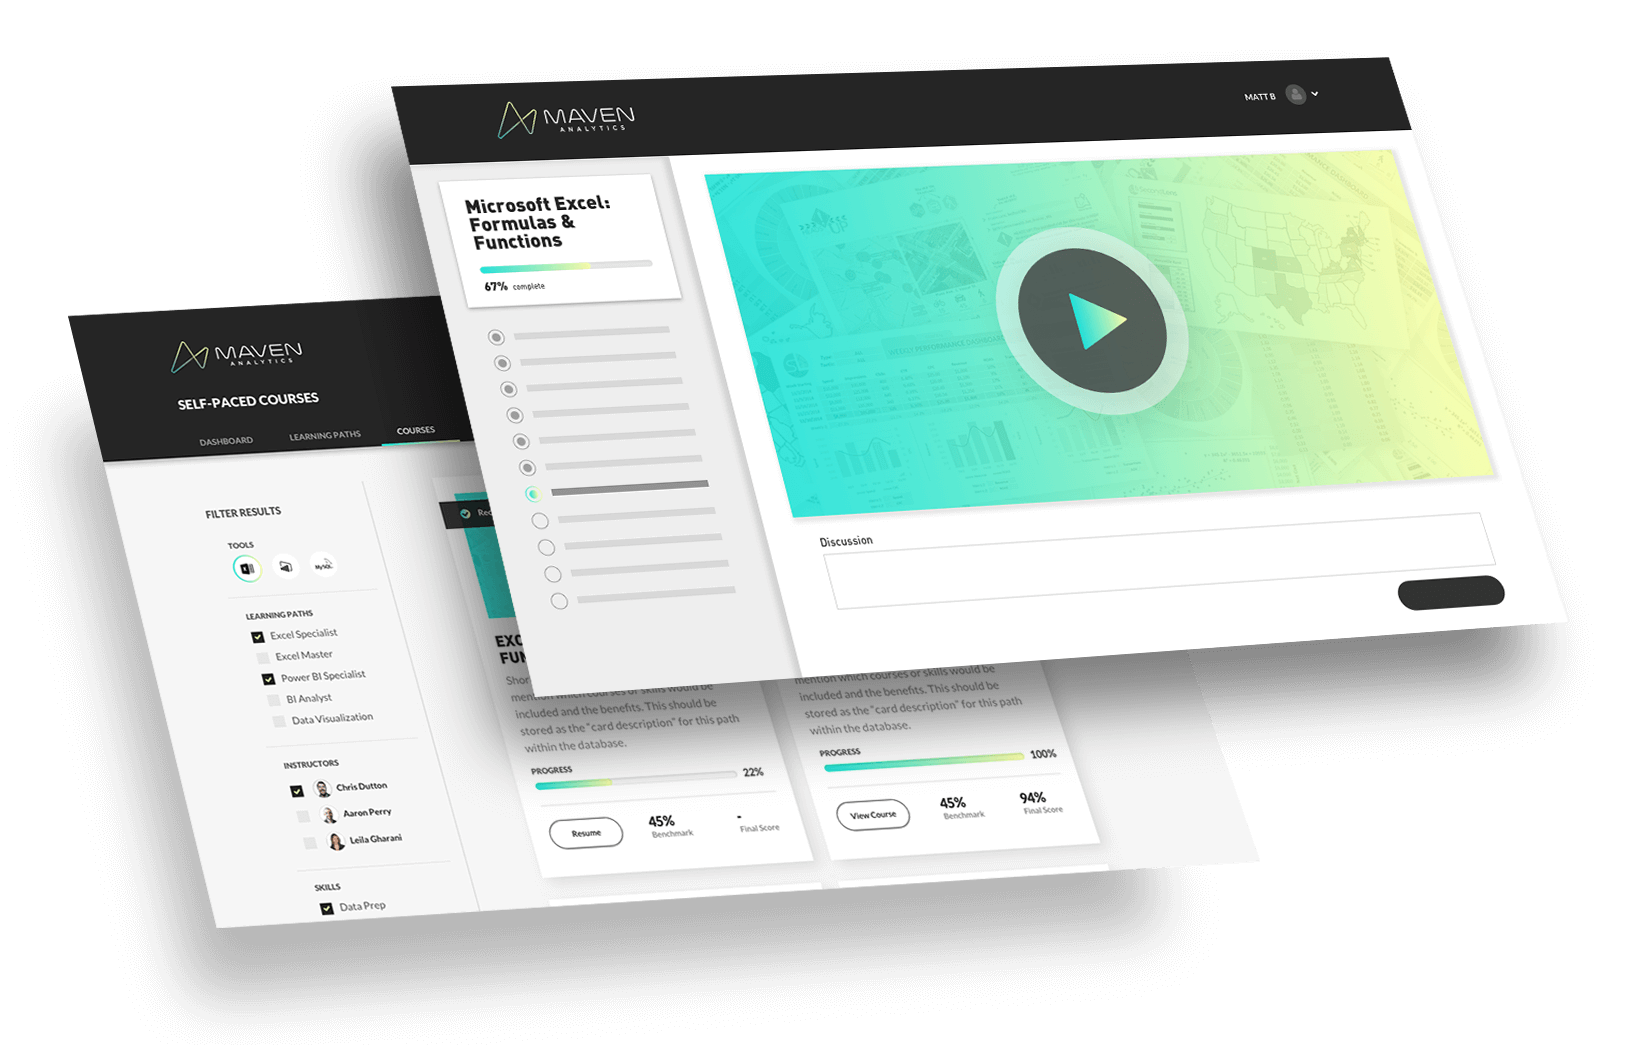 MAVEN
ANALYTICS
MATT B
Microsoft Excel:
Formulas &
Functions
67% complete
WEEKLY PERFORMANCE DASHBOARD
Discussion
MAVEN
ANALYTICS
SELF-PACED COURSES
DASHBOARD
LEARNING PATHS
COURSES
FILTER RESULTS
TOOLS
MySQL
LEARNING PATHS
Excel Specialist
Excel Master
Power BI Specialist
BI Analyst
Data Visualization
INSTRUCTORS
Chris Dutton
Aaron Perry
Leila Gharani
SKILLS
Data Prep
Rec
EXC
FUN
Shor
mention which courses or skills would be
included and the benefits. This should be
stored as the "card description" for this path
within the database.
PROGRESS
22%
Resume
45%
Benchmark
-
Final Score
mention which courses or skills would be
included and the benefits. This should be
stored as the "card description" for this path
within the database.
PROGRESS
100%
View Course
45%
Benchmark
94%
Final Score